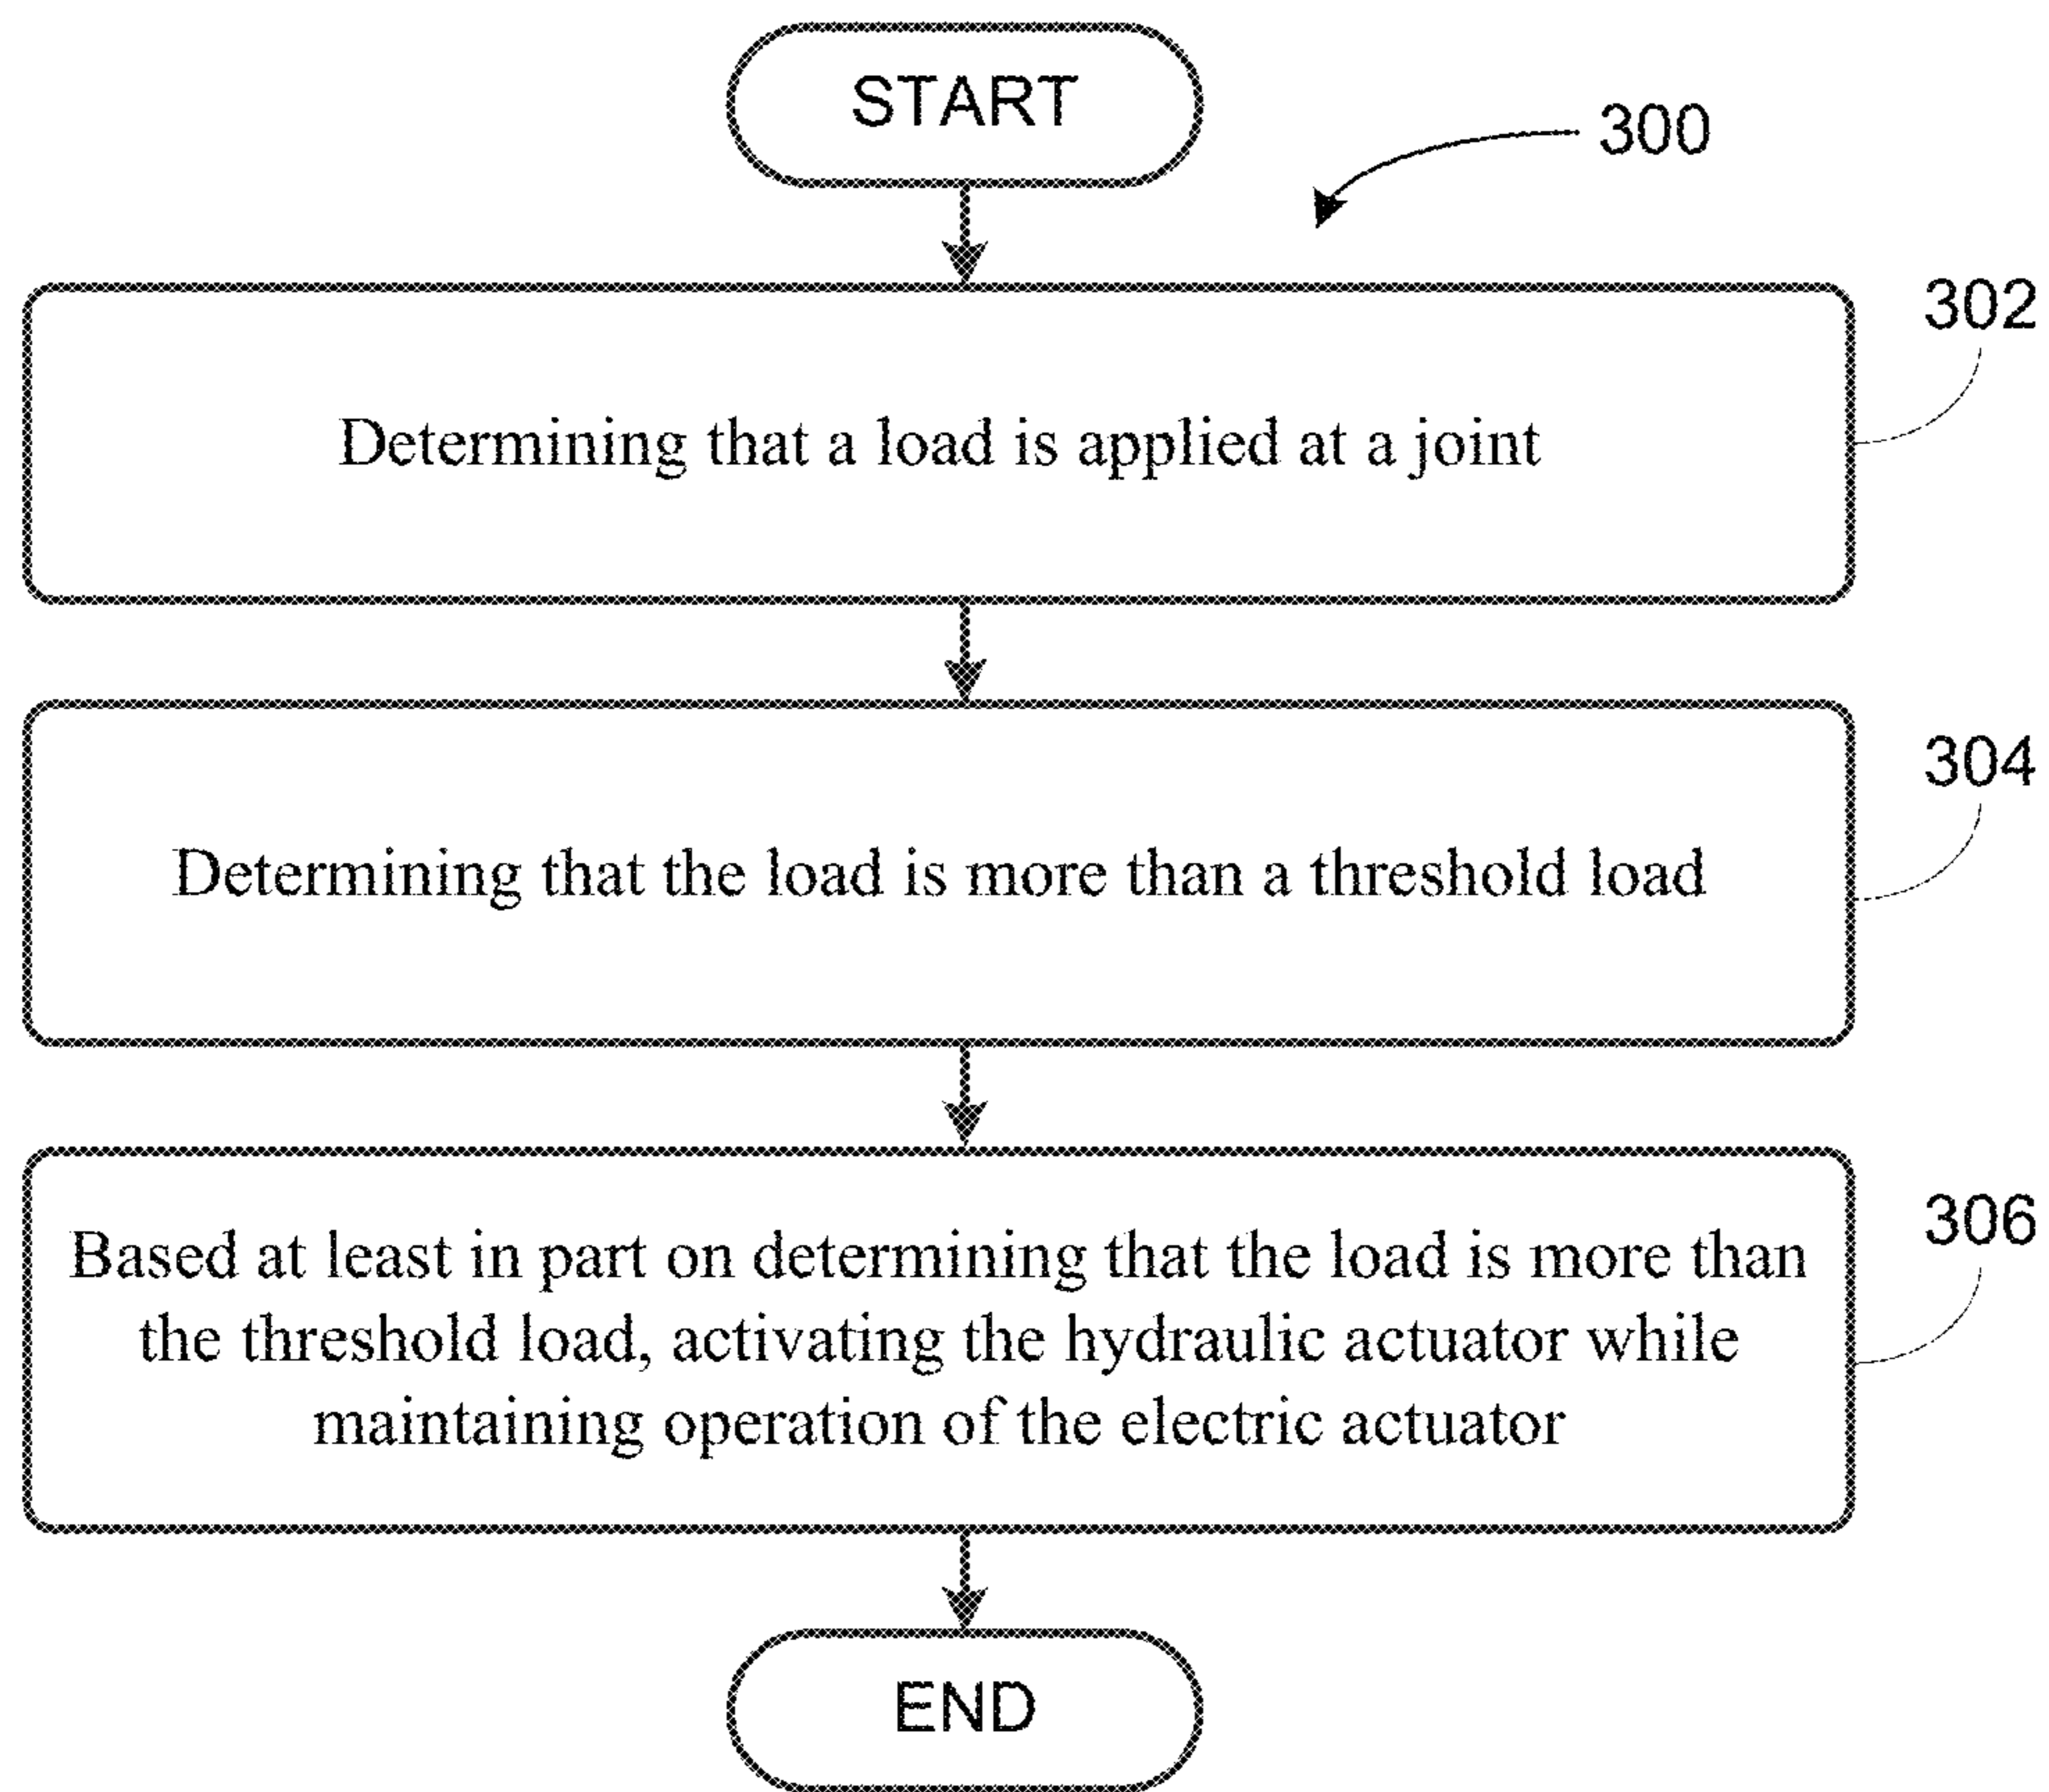 START
300
302
Determining that a load is applied at a joint
304
Determining that the load is more than a threshold load
306
Based at least in part on determining that the load is more than
the threshold load, activating the hydraulic actuator while
maintaining operation of the electric actuator
END